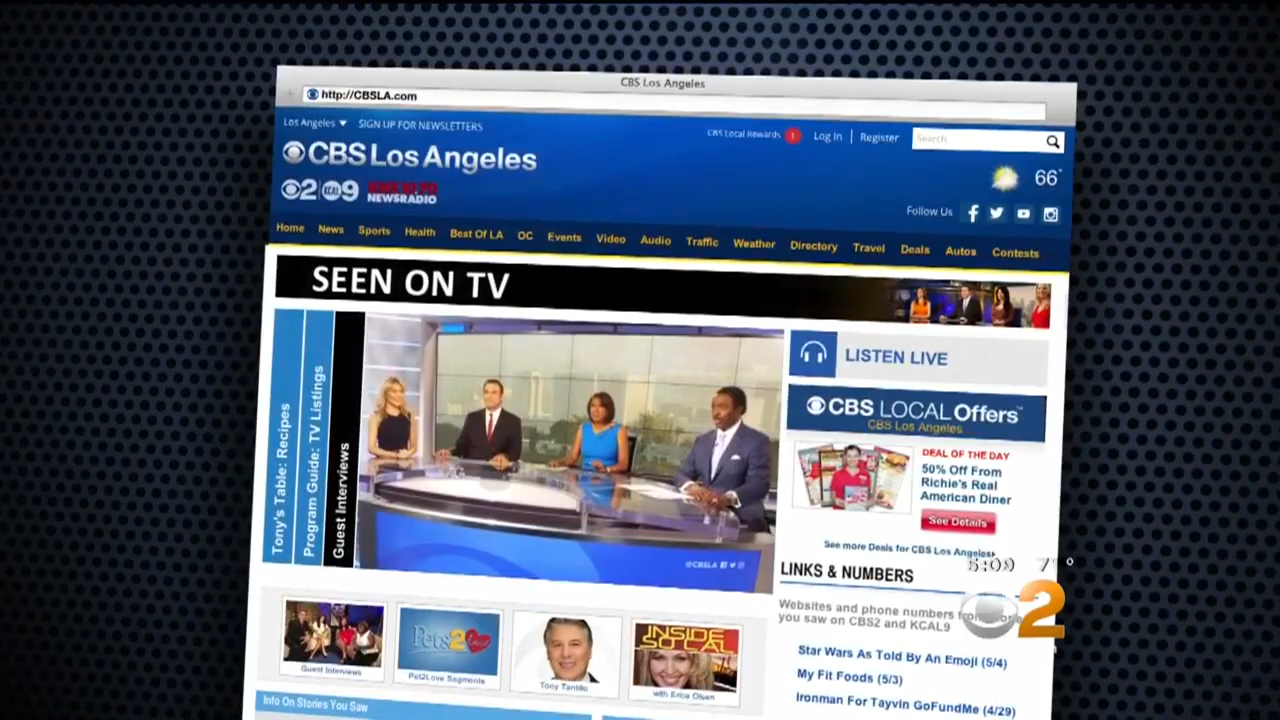 CBS Los Angeles
http://CBSLA.com
Los Angeles ▼ SIGN UP FOR NEWSLETTERS
CBS Local Rewards 1 Log In | Register Search
CBS Los Angeles
66°
2 KCAL 9
NEWSRADIO
Follow Us
Home News Sports Health Best Of LA OC Events Video Audio Traffic Weather Directory Travel Deals Autos Contests
SEEN ON TV
Tony's Table: Recipes
Program Guide: TV Listings
Guest Interviews
@CBSLA
LISTEN LIVE
CBS LOCAL Offers
CBS Los Angeles
DEAL OF THE DAY
50% Off From
Richie's Real
American Diner
See Details
See more Deals for CBS Los Angeles
LINKS & NUMBERS
Websites and phone numbers
you saw on CBS2 and KCAL9
Star Wars As Told By An Emoji (5/4)
My Fit Foods (5/3)
Ironman For Tayvin GoFundMe (4/29)
5:09
2
Guest Interviews
Pets2Love
Pet2Love Segments
Tony Tantillo
INSIDE
SO CAL
with Erica Olsen
Info On Stories You Saw